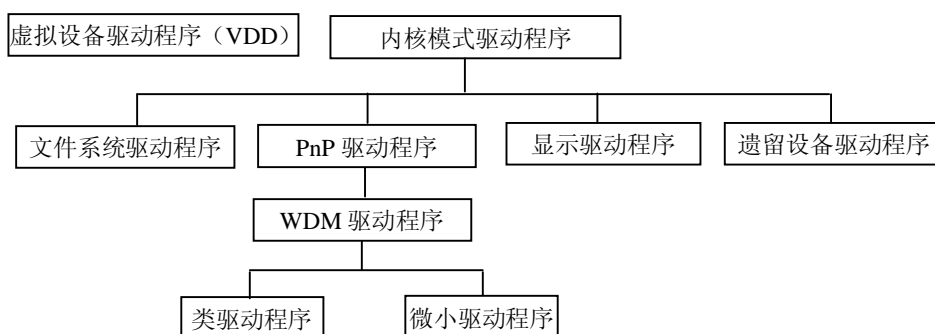 虚拟设备驱动程序（VDD）
内核模式驱动程序
文件系统驱动程序
PnP 驱动程序
显示驱动程序
遗留设备驱动程序
WDM 驱动程序
类驱动程序
微小驱动程序